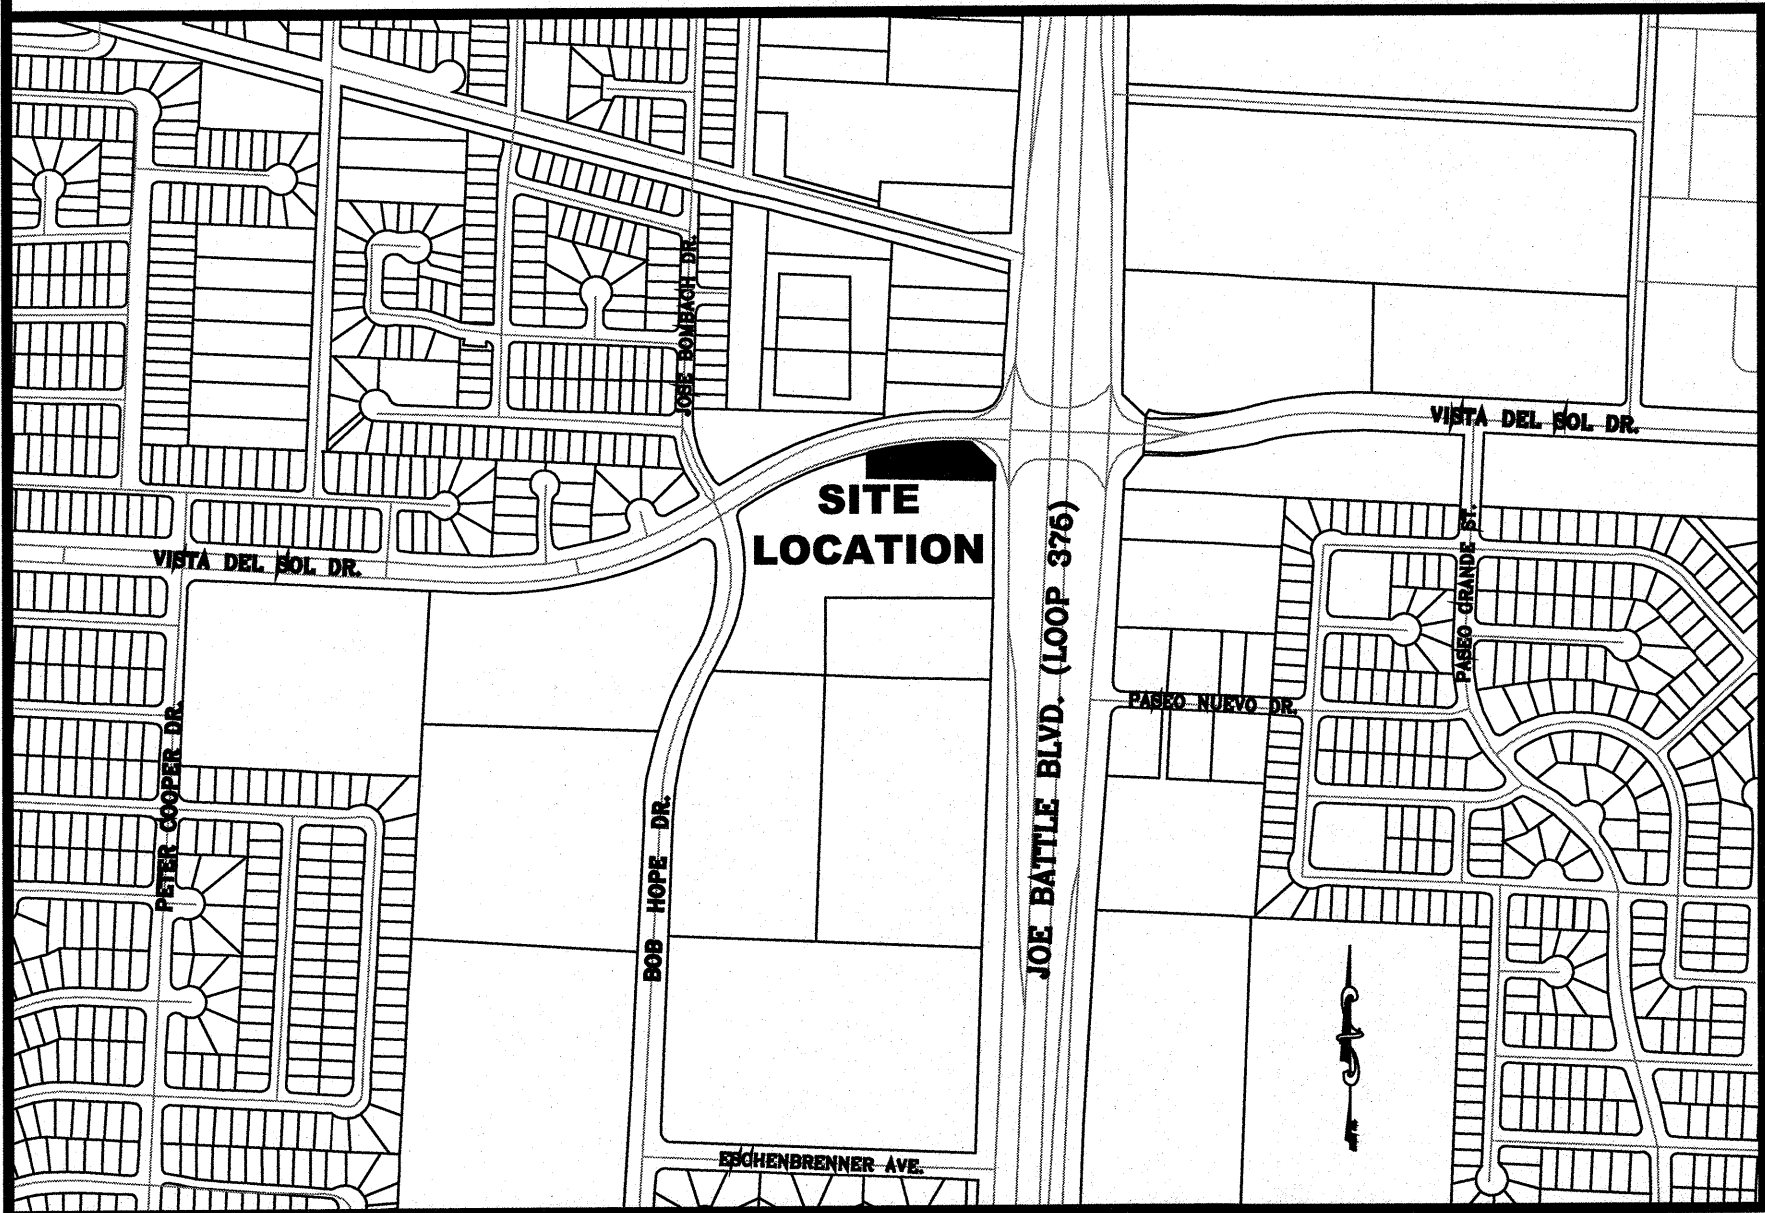 JOSE BOMBACH DR.
VISTA DEL SOL DR.
SITE
LOCATION
VISTA DEL SOL DR.
JOE BATTLE BLVD. (LOOP 375)
PASEO GRANDE ST.
PASEO NUEVO DR.
PETER COOPER DR.
BOB HOPE DR.
ESCHENBRENNER AVE.